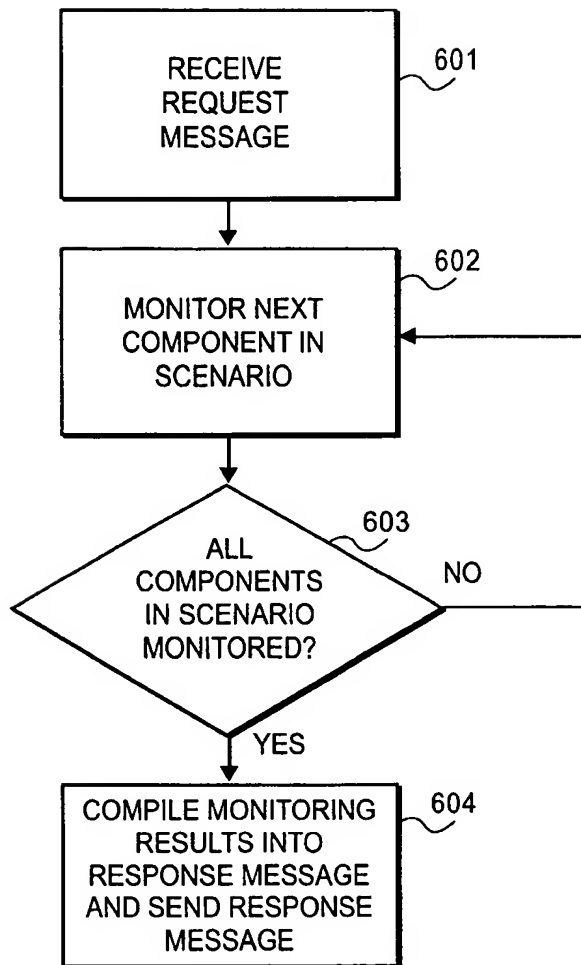 RECEIVE
REQUEST
MESSAGE
601
602
MONITOR NEXT
COMPONENT IN
SCENARIO
603
ALL
COMPONENTS
IN SCENARIO
MONITORED?
NO
YES
604
COMPILE MONITORING
RESULTS INTO
RESPONSE MESSAGE
AND SEND RESPONSE
MESSAGE